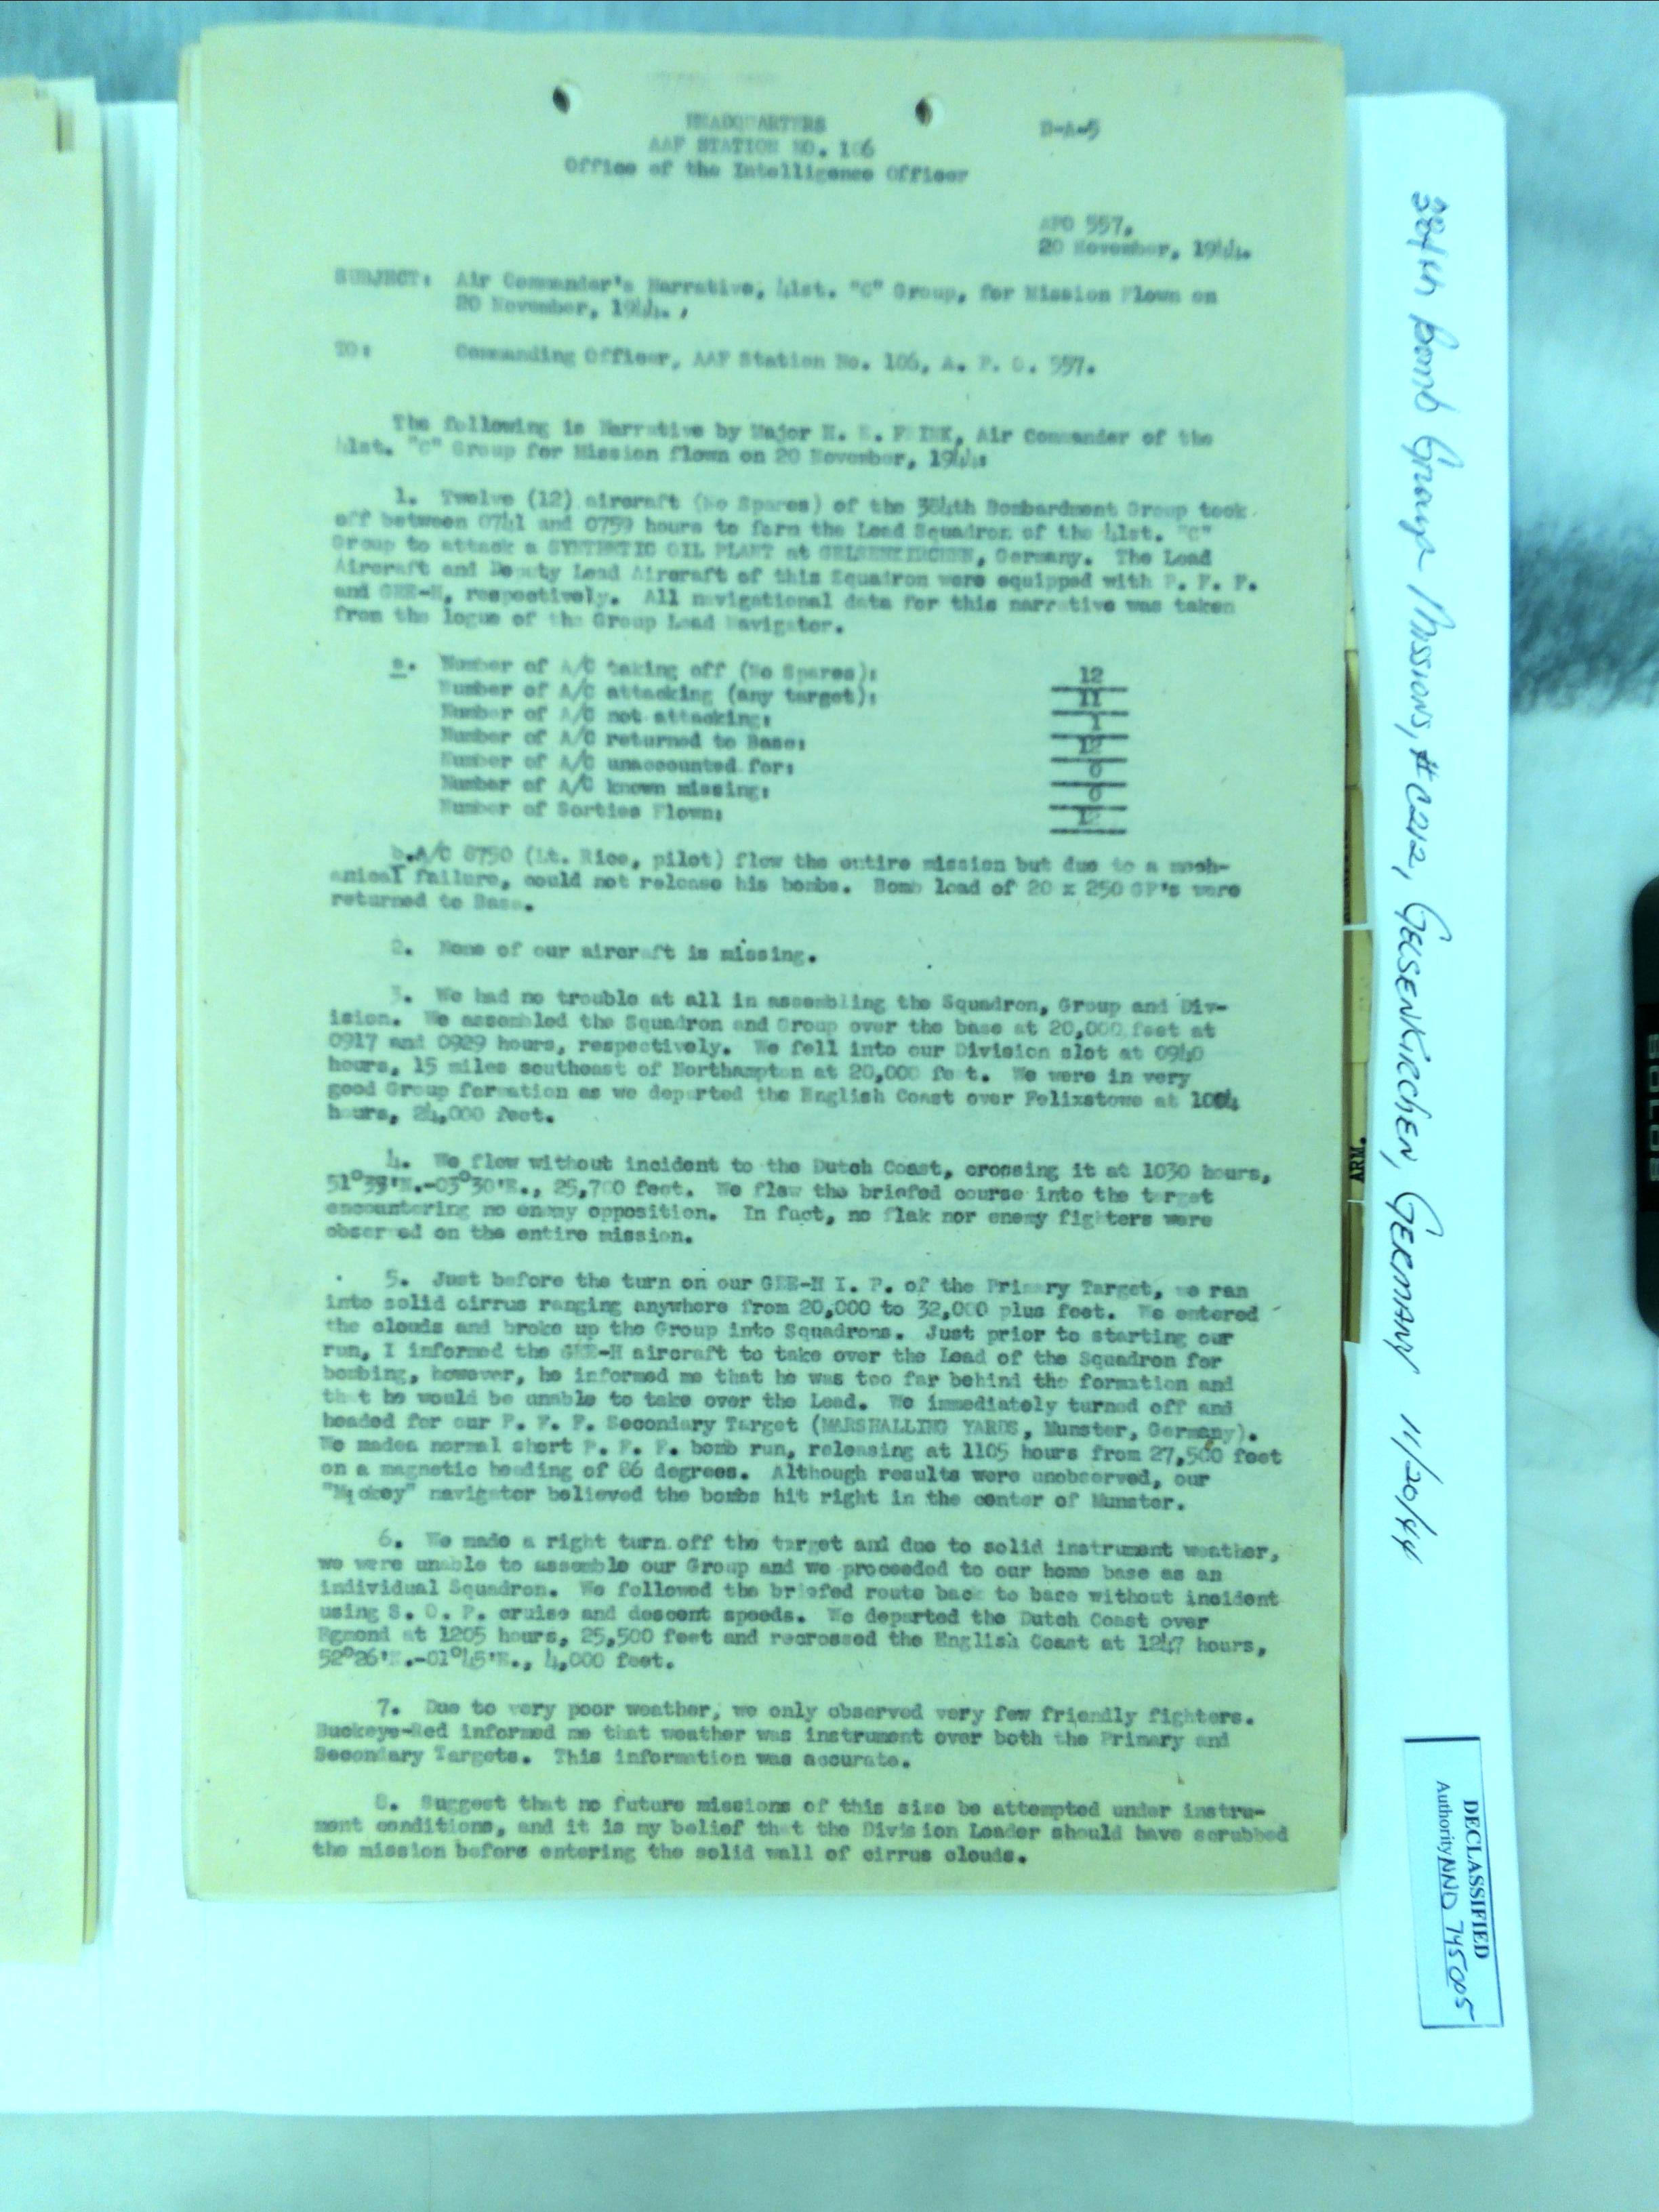 HEADQUARTERS
AAF STATION NO. 106
Office of the Intelligence Officer
D-A-5
APO 557.
20 November, 1944.
SUBJECT: Air Commander's Narrative, 41st. "C" Group, for Mission Flown on
20 November, 1944.
TO: Commanding Officer, AAF Station No. 106, A. P. O. 557.
The following is Narrative by Major H. E. FRINK, Air Commander of the
41st. "C" Group for Mission flown on 20 November, 1944:
1. Twelve (12) aircraft (No Spares) of the 384th Bombardment Group took
off between 0741 and 0759 hours to form the Lead Squadron of the 41st. "C"
Group to attack a SYNTHETIC OIL PLANT at GELSENKIRCHEN, Germany. The Lead
Aircraft and Deputy Lead Aircraft of this Squadron were equipped with P. F. F.
and GEE-H, respectively. All navigational data for this narrative was taken
from the logue of the Group Lead Navigator.
a. Number of A/C taking off (No Spares): 12
Number of A/C attacking (any target): 11
Number of A/C not attacking: 1
Number of A/C returned to Base: 12
Number of A/C unaccounted for: 0
Number of A/C known missing: 0
Number of Sorties Flown: 12
b.A/C 8750 (Lt. Rice, pilot) flew the entire mission but due to a mech-
anical failure, could not release his bombs. Bomb load of 20 x 250 GP's were
returned to Base.
2. None of our aircraft is missing.
3. We had no trouble at all in assembling the Squadron, Group and Div-
ision. We assembled the Squadron and Group over the base at 20,000 feet at
0917 and 0929 hours, respectively. We fell into our Division slot at 0940
hours, 15 miles southeast of Northampton at 20,000 feet. We were in very
good Group formation as we departed the English Coast over Felixstowe at 1004
hours, 24,000 feet.
4. We flew without incident to the Dutch Coast, crossing it at 1030 hours,
51°39'N.-03°30'E., 25,700 feet. We flew the briefed course into the target
encountering no enemy opposition. In fact, no flak nor enemy fighters were
observed on the entire mission.
5. Just before the turn on our GEE-H I. P. of the Primary Target, we ran
into solid cirrus ranging anywhere from 20,000 to 32,000 plus feet. We entered
the clouds and broke up the Group into Squadrons. Just prior to starting our
run, I informed the GEE-H aircraft to take over the Lead of the Squadron for
bombing, however, he informed me that he was too far behind the formation and
that he would be unable to take over the Lead. We immediately turned off and
headed for our P. F. F. Secondary Target (MARSHALLING YARDS, Munster, Germany).
We madea normal short P. F. F. bomb run, releasing at 1105 hours from 27,500 feet
on a magnetic heading of 86 degrees. Although results were unobserved, our
"Mickey" navigator believed the bombs hit right in the center of Munster.
6. We made a right turn off the target and due to solid instrument weather,
we were unable to assemble our Group and we proceeded to our home base as an
individual Squadron. We followed the briefed route back to base without incident
using S. O. P. cruise and descent speeds. We departed the Dutch Coast over
Egmond at 1205 hours, 25,500 feet and recrossed the English Coast at 1247 hours,
52°26'N.-01°45'E., 4,000 feet.
7. Due to very poor weather, we only observed very few friendly fighters.
Buckeye-Red informed me that weather was instrument over both the Primary and
Secondary Targets. This information was accurate.
8. Suggest that no future missions of this size be attempted under instru-
ment conditions, and it is my belief that the Division Leader should have scrubbed
the mission before entering the solid wall of cirrus clouds.
384th Bomb Group Missions, #C212, GELSENKIRCHEN, GERMANY 11/20/44
ARM.
DECLASSIFIED
Authority NND 745005